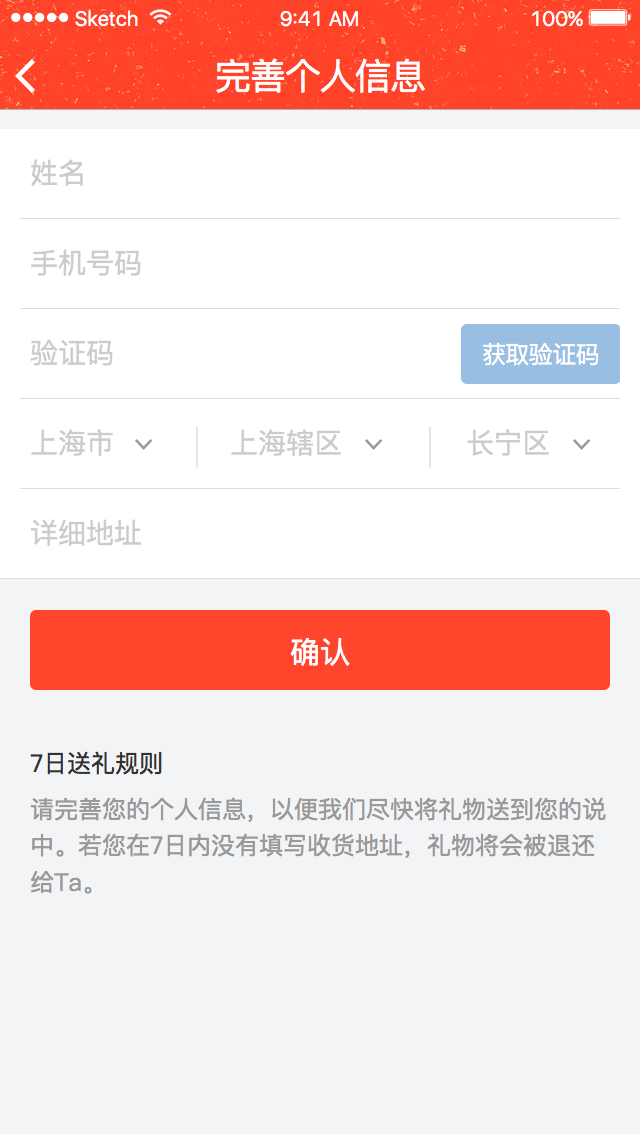 Sketch 9:41 AM 100%
完善个人信息
姓名
手机号码
验证码 获取验证码
上海市 上海辖区 长宁区
详细地址
确认
7日送礼规则
请完善您的个人信息，以便我们尽快将礼物送到您的说
中。若您在7日内没有填写收货地址，礼物将会被退还
给Ta。